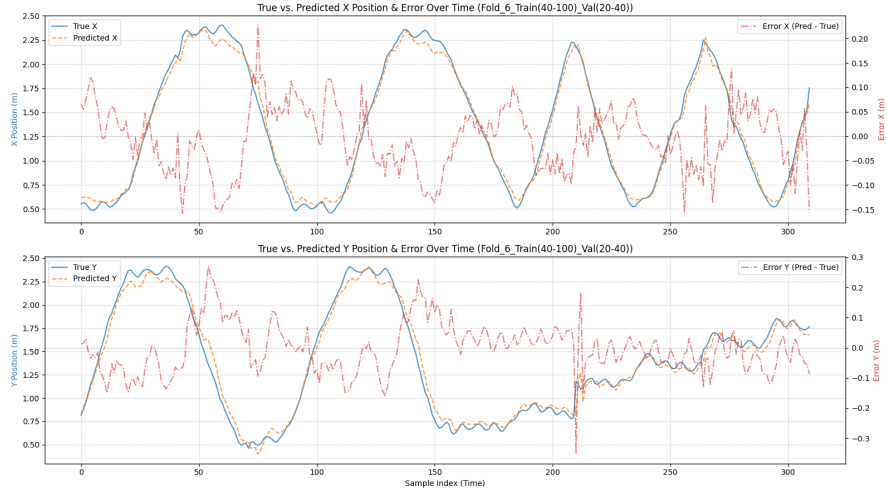 True vs. Predicted X Position & Error Over Time (Fold_6_Train(40-100)_Val(20-40))
2.50
2.25
2.00
1.75
1.50
1.25
1.00
0.75
0.50
X Position (m)
True X
Predicted X
Error X (Pred - True)
0.20
0.15
0.10
0.05
0.00
-0.05
-0.10
-0.15
Error X (m)
0 50 100 150 200 250 300
True vs. Predicted Y Position & Error Over Time (Fold_6_Train(40-100)_Val(20-40))
2.50
2.25
2.00
1.75
1.50
1.25
1.00
0.75
0.50
Y Position (m)
True Y
Predicted Y
Error Y (Pred - True)
0.3
0.2
0.1
0.0
-0.1
-0.2
-0.3
Error Y (m)
0 50 100 150 200 250 300
Sample Index (Time)